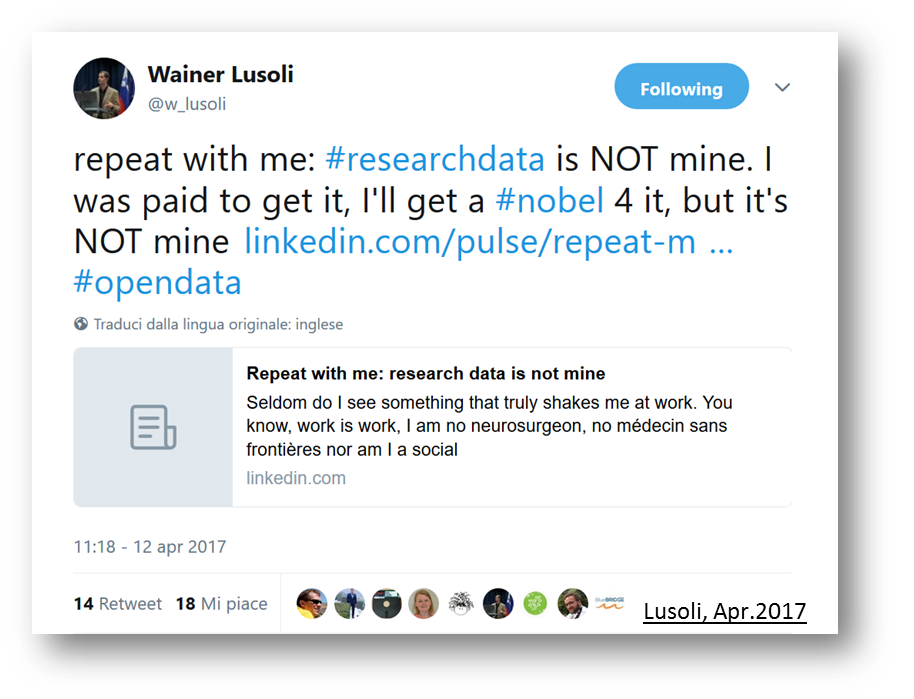 Wainer Lusoli
@w_lusoli
Following
repeat with me: #researchdata is NOT mine. I
was paid to get it, I'll get a #nobel 4 it, but it's
NOT mine linkedin.com/pulse/repeat-m ...
#opendata
Traduci dalla lingua originale: inglese
Repeat with me: research data is not mine
Seldom do I see something that truly shakes me at work. You
know, work is work, I am no neurosurgeon, no médecin sans
frontières nor am I a social
linkedin.com
11:18 - 12 apr 2017
14 Retweet 18 Mi piace
BlueBRIDGE
Lusoli, Apr.2017